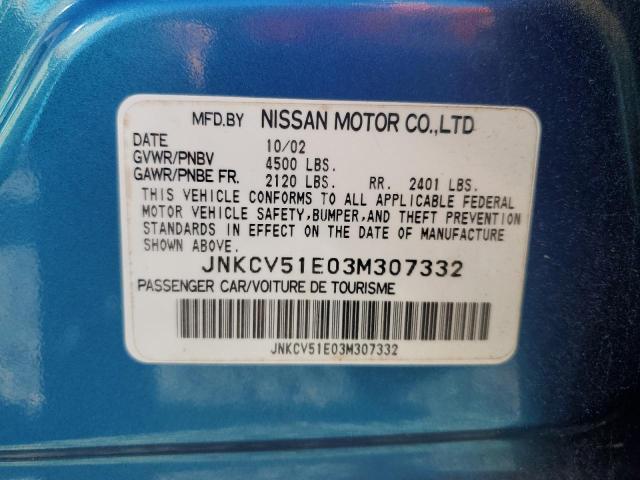 MFD.BY NISSAN MOTOR CO.,LTD
DATE 10/02
GVWR/PNBV 4500 LBS.
GAWR/PNBE FR. 2120 LBS. RR. 2401 LBS.
THIS VEHICLE CONFORMS TO ALL APPLICABLE FEDERAL
MOTOR VEHICLE SAFETY,BUMPER,AND THEFT PREVENTION
STANDARDS IN EFFECT ON THE DATE OF MANUFACTURE
SHOWN ABOVE.
JNKCV51E03M307332
PASSENGER CAR/VOITURE DE TOURISME
JNKCV51E03M307332